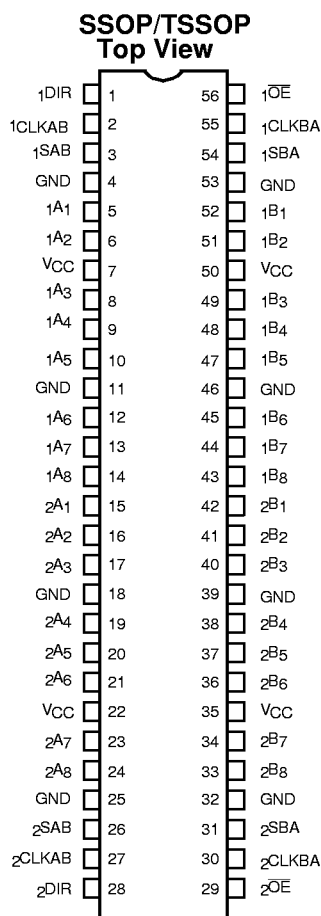 SSOP/TSSOP
Top View
1DIR 1 56 1OE
1CLKAB 2 55 1CLKBA
1SAB 3 54 1SBA
GND 4 53 GND
1A1 5 52 1B1
1A2 6 51 1B2
VCC 7 50 VCC
1A3 8 49 1B3
1A4 9 48 1B4
1A5 10 47 1B5
GND 11 46 GND
1A6 12 45 1B6
1A7 13 44 1B7
1A8 14 43 1B8
2A1 15 42 2B1
2A2 16 41 2B2
2A3 17 40 2B3
GND 18 39 GND
2A4 19 38 2B4
2A5 20 37 2B5
2A6 21 36 2B6
VCC 22 35 VCC
2A7 23 34 2B7
2A8 24 33 2B8
GND 25 32 GND
2SAB 26 31 2SBA
2CLKAB 27 30 2CLKBA
2DIR 28 29 2OE